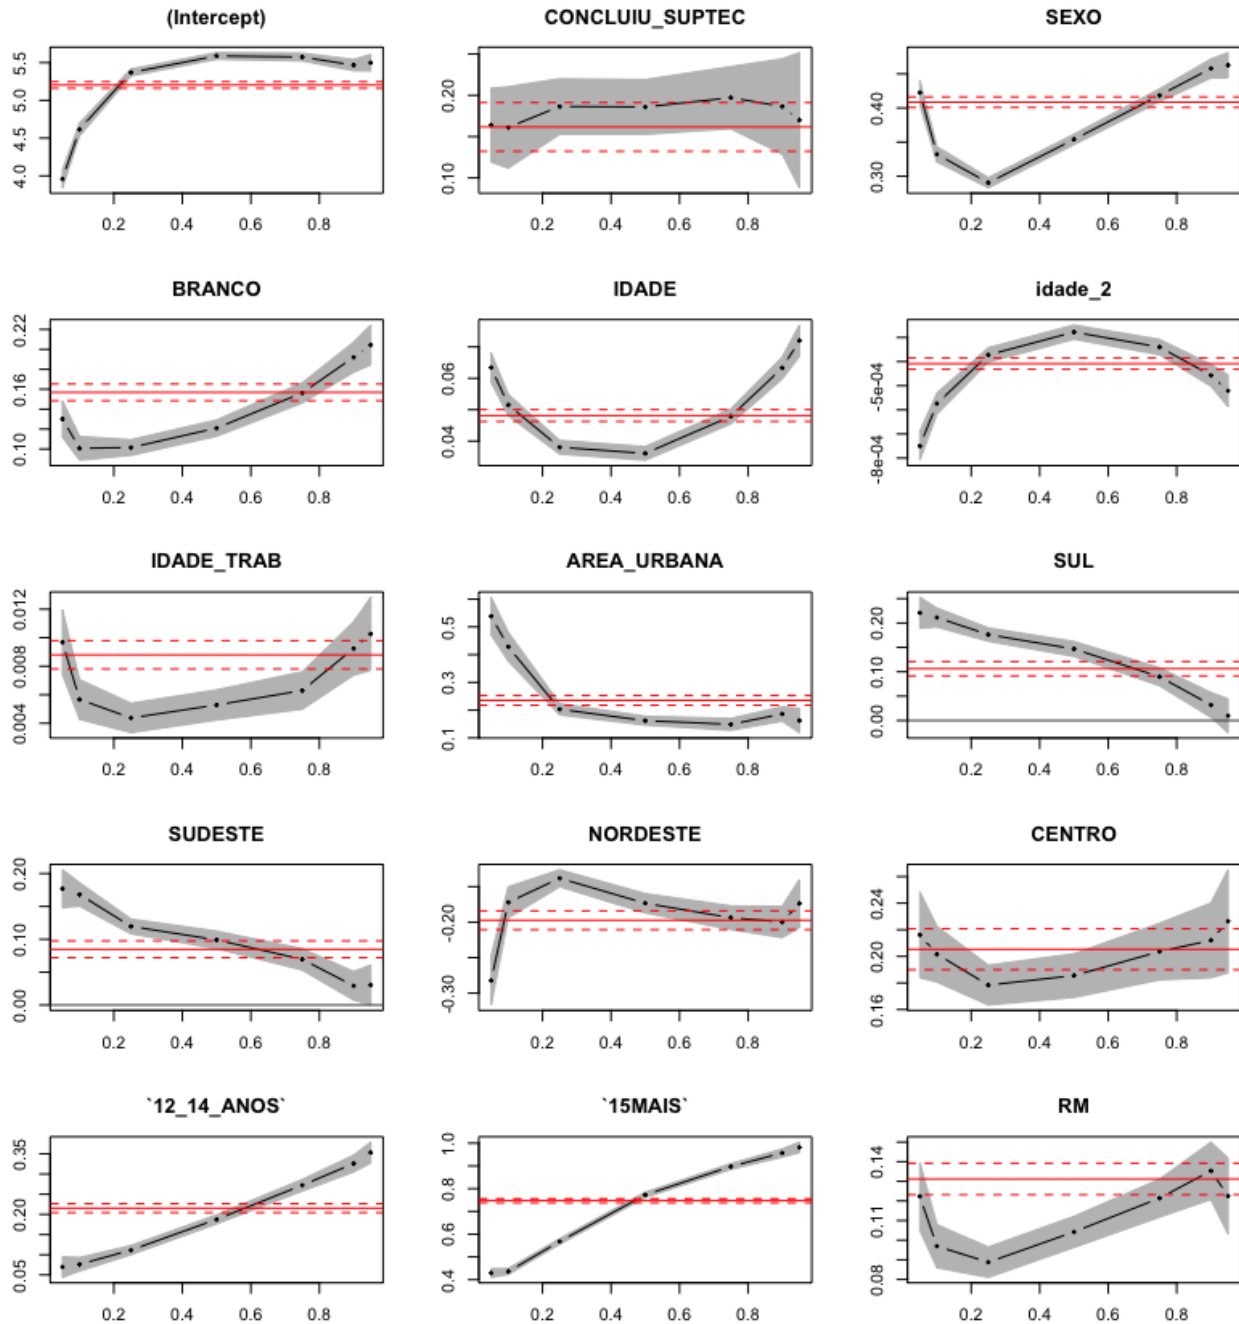 (Intercept) CONCLUIU_SUPTEC SEXO
4.0 4.5 5.0 5.5
0.2 0.4 0.6 0.8
0.10 0.20
0.2 0.4 0.6 0.8
0.30 0.40
0.2 0.4 0.6 0.8
BRANCO IDADE idade_2
0.10 0.16 0.22
0.2 0.4 0.6 0.8
0.04 0.06
0.2 0.4 0.6 0.8
-8e-04 -5e-04
0.2 0.4 0.6 0.8
IDADE_TRAB AREA_URBANA SUL
0.004 0.008 0.012
0.2 0.4 0.6 0.8
0.1 0.3 0.5
0.2 0.4 0.6 0.8
0.00 0.10 0.20
0.2 0.4 0.6 0.8
SUDESTE NORDESTE CENTRO
0.00 0.10 0.20
0.2 0.4 0.6 0.8
-0.30 -0.20
0.2 0.4 0.6 0.8
0.16 0.20 0.24
0.2 0.4 0.6 0.8
`12_14_ANOS` `15MAIS` RM
0.05 0.20 0.35
0.2 0.4 0.6 0.8
0.4 0.6 0.8 1.0
0.2 0.4 0.6 0.8
0.08 0.11 0.14
0.2 0.4 0.6 0.8